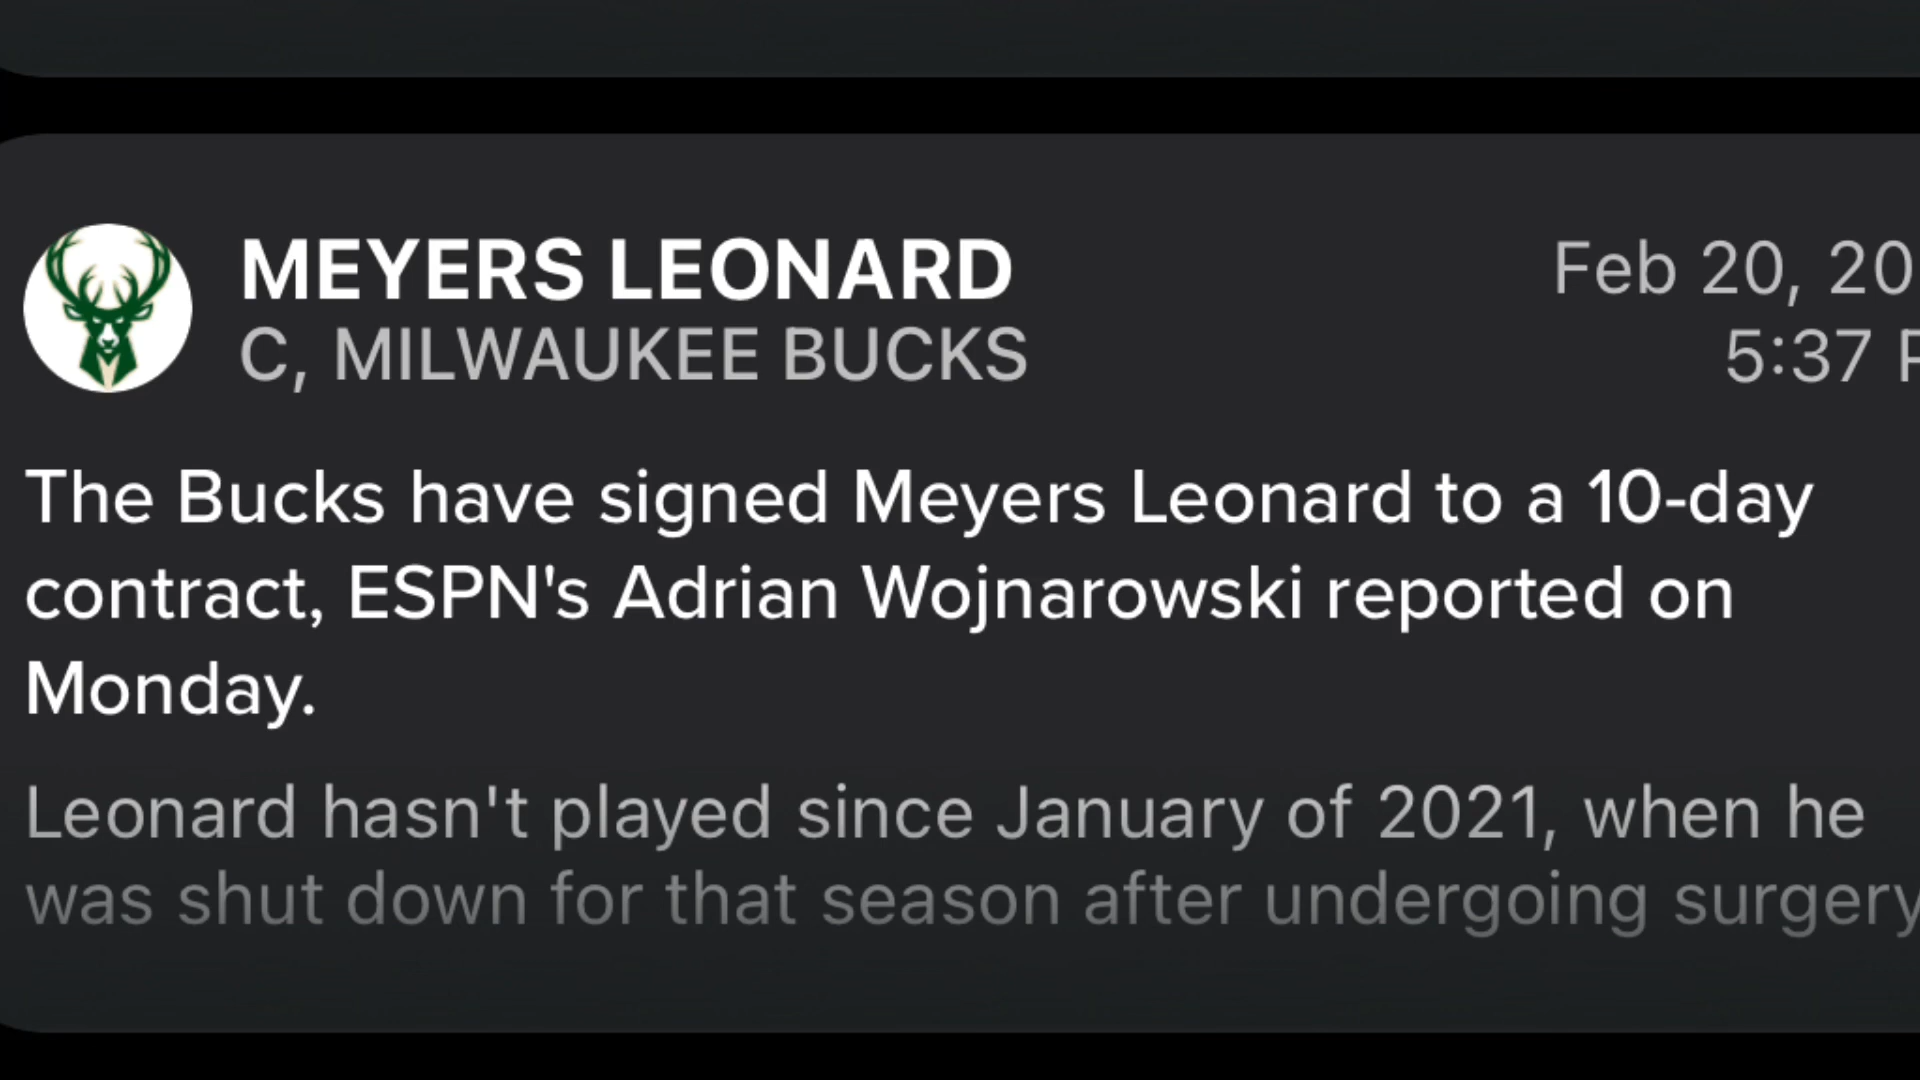 MEYERS LEONARD
Feb 20, 20
C, MILWAUKEE BUCKS
5:37
The Bucks have signed Meyers Leonard to a 10-day
contract, ESPN's Adrian Wojnarowski reported on
Monday.
Leonard hasn't played since January of 2021, when he
was shut down for that season after undergoing surgery